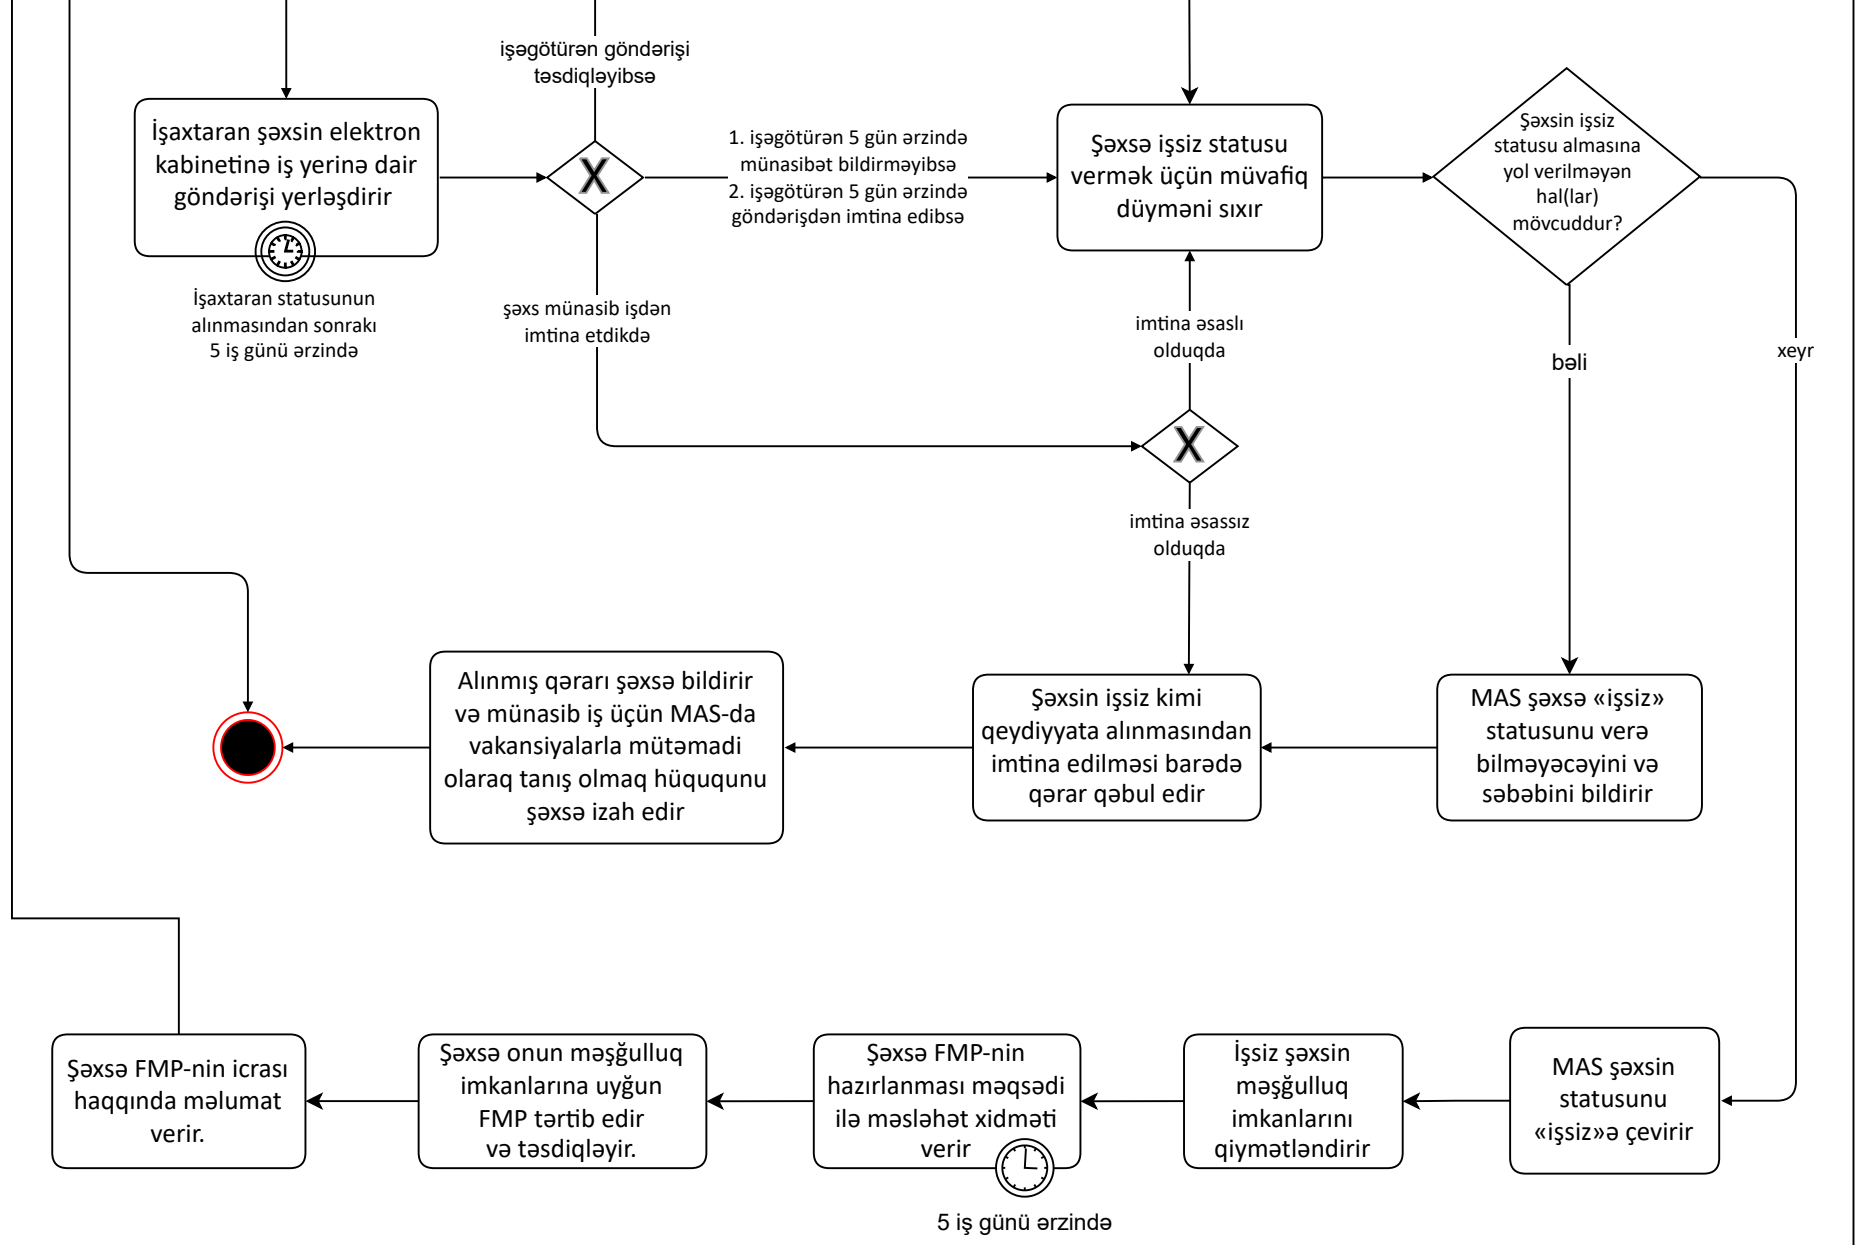 işəgötürən göndərişi
təsdiqləyibsə
İşaxtaran şəxsin elektron
kabinetinə iş yerinə dair
göndərişi yerləşdirir
İşaxtaran statusunun
alınmasından sonrakı
5 iş günü ərzində
X
1. işəgötürən 5 gün ərzində
münasibət bildirməyibsə
2. işəgötürən 5 gün ərzində
göndərişdən imtina edibsə
şəxs münasib işdən
imtina etdikdə
Şəxsə işsiz statusu
vermək üçün müvafiq
düyməni sıxır
Şəxsin işsiz
statusu almasına
yol verilməyən
hal(lar)
mövcuddur?
imtina əsaslı
olduqda
bəli
xeyr
X
imtina əsassız
olduqda
Alınmış qərarı şəxsə bildirir
və münasib iş üçün MAS-da
vakansiyalarla mütəmadi
olaraq tanış olmaq hüququnu
şəxsə izah edir
Şəxsin işsiz kimi
qeydiyyata alınmasından
imtina edilməsi barədə
qərar qəbul edir
MAS şəxsə «işsiz»
statusunu verə
bilməyəcəyini və
səbəbini bildirir
Şəxsə FMP-nin icrası
haqqında məlumat
verir.
Şəxsə onun məşğulluq
imkanlarına uyğun
FMP tərtib edir
və təsdiqləyir.
Şəxsə FMP-nin
hazırlanması məqsədi
ilə məsləhət xidməti
verir
İşsiz şəxsin
məşğulluq
imkanlarını
qiymətləndirir
MAS şəxsin
statusunu
«işsiz»ə çevirir
5 iş günü ərzində